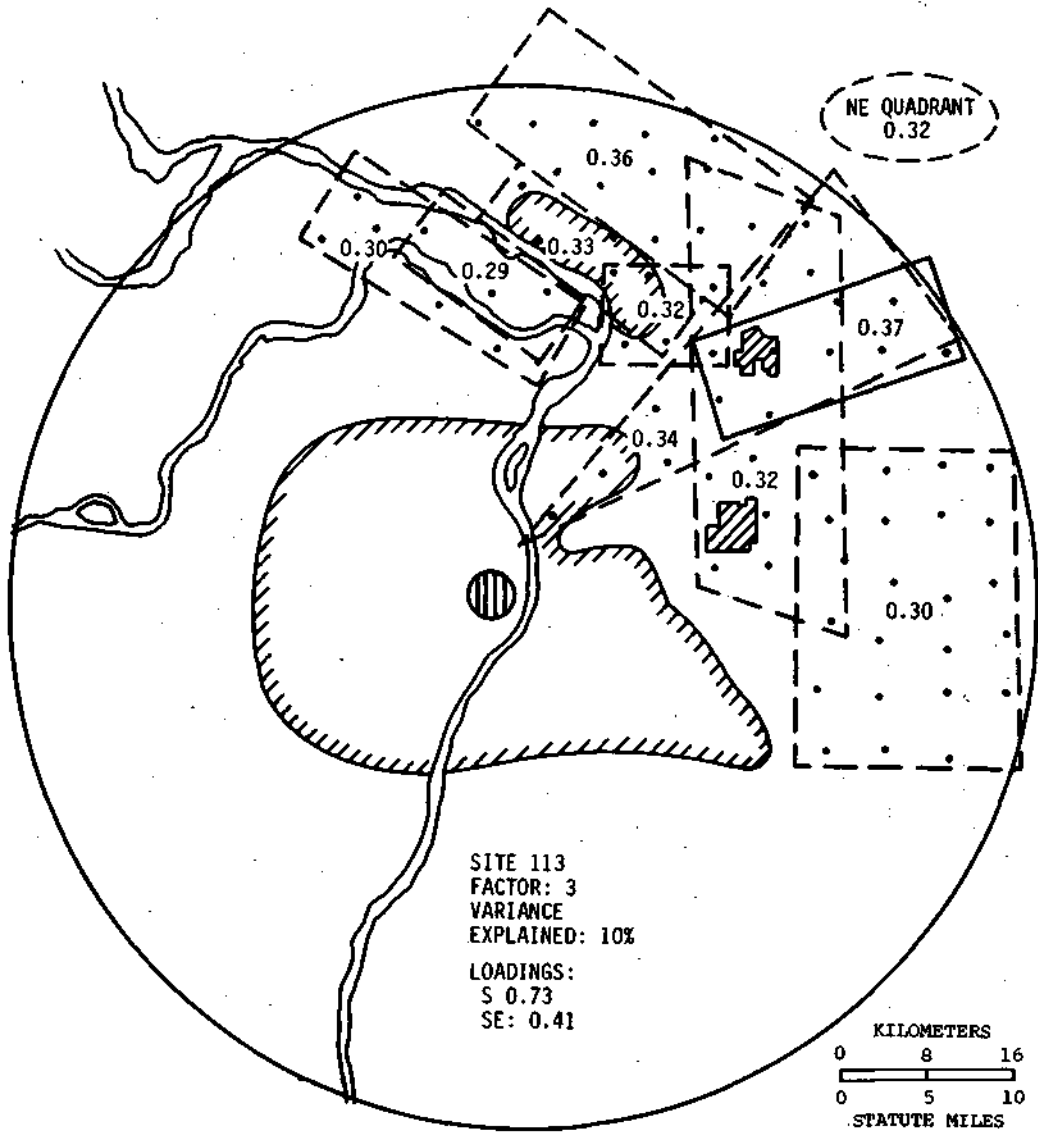 NE QUADRANT
0.32
0.36
0.30
0.33
0.29
0.32
0.37
0.34
0.32
0.30
SITE 113
FACTOR: 3
VARIANCE
EXPLAINED: 10%
LOADINGS:
S 0.73
SE: 0.41
KILOMETERS
0 8 16
0 5 10
STATUTE MILES